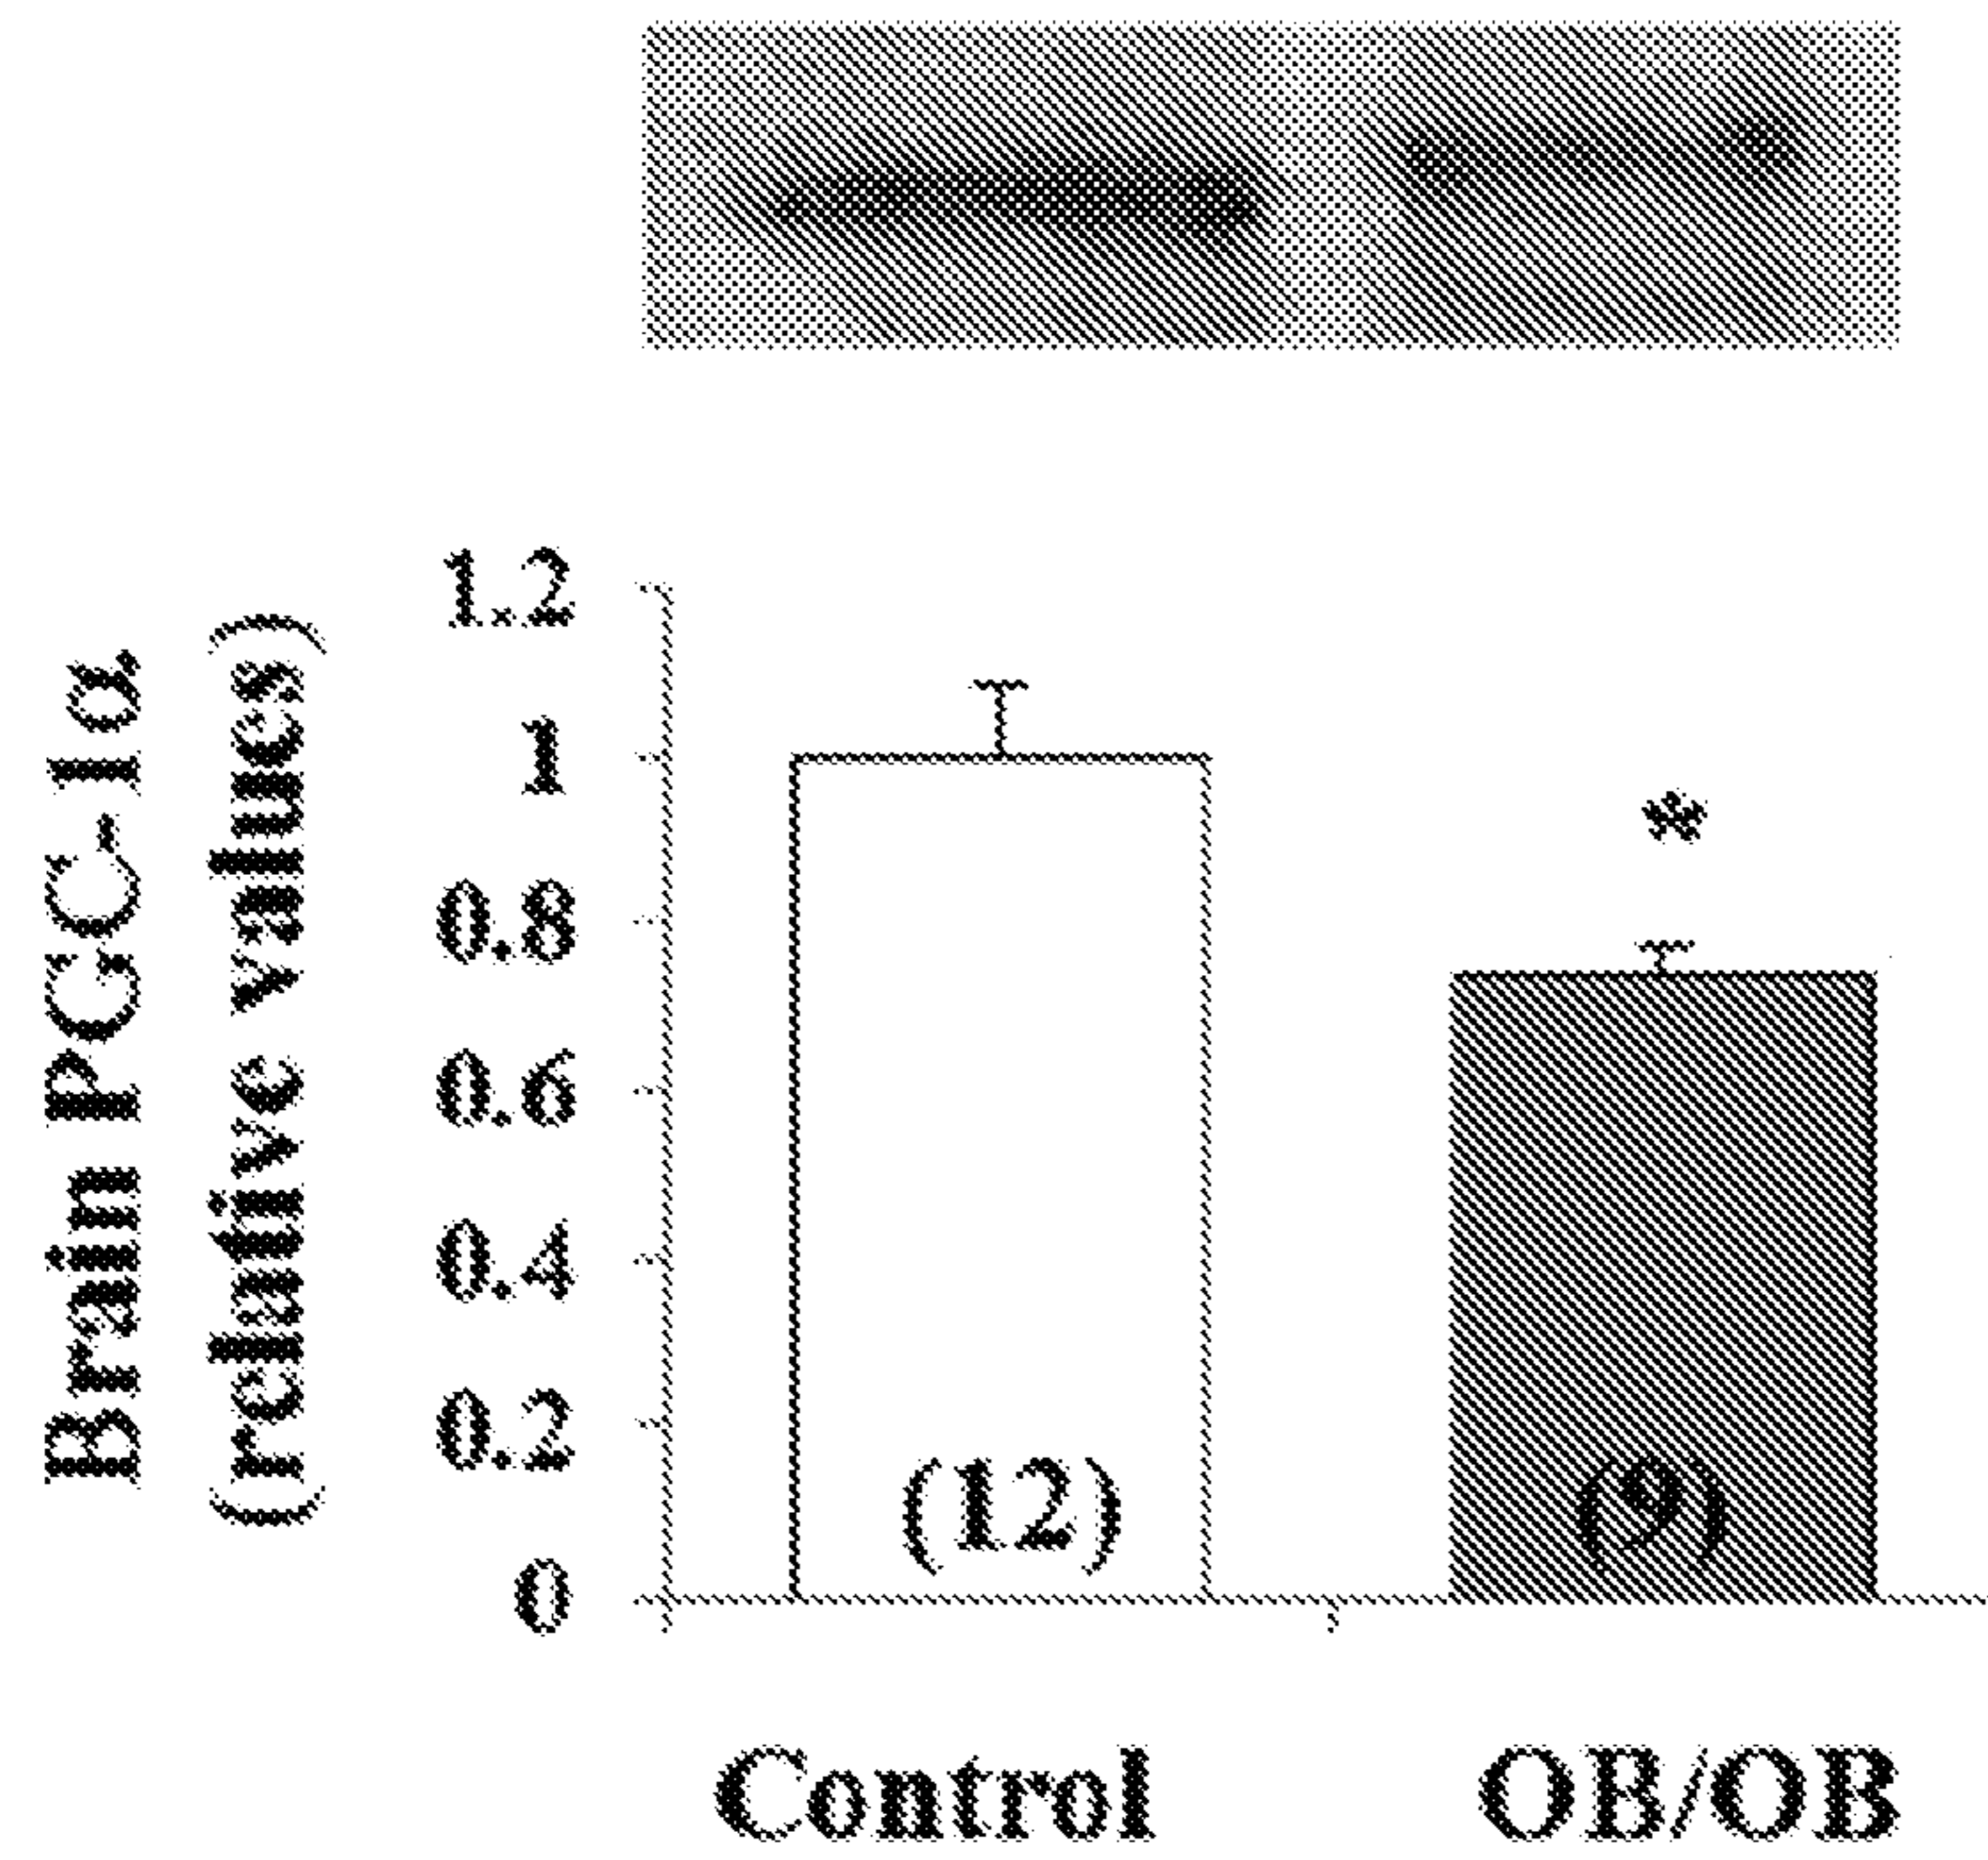 Brain PGC-1α
(relative values)
1.2
1
0.8
0.6
0.4
0.2
0
*
(12)
(9)
Control
OB/OB